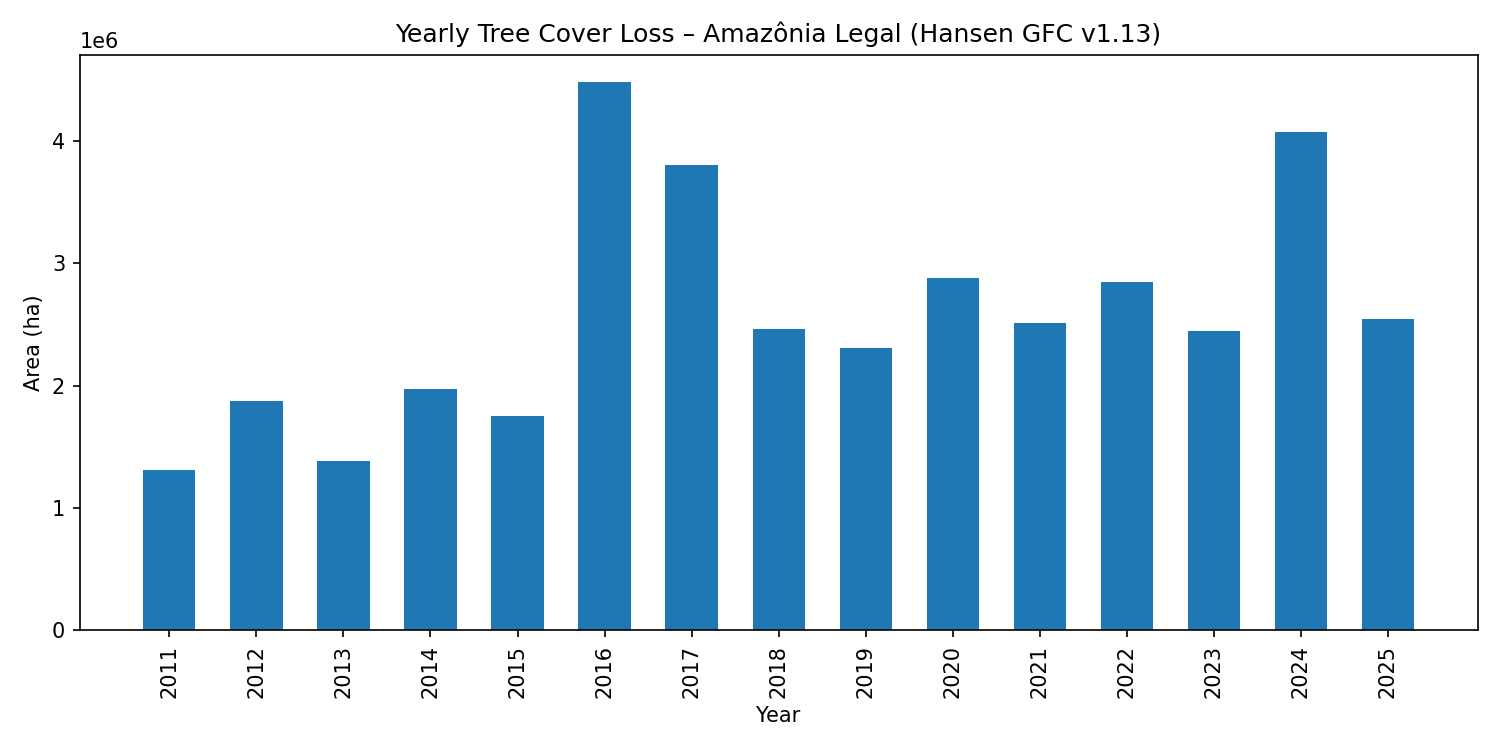 Yearly Tree Cover Loss – Amazônia Legal (Hansen GFC v1.13)
1e6
4
3
2
1
0
Area (ha)
2011 2012 2013 2014 2015 2016 2017 2018 2019 2020 2021 2022 2023 2024 2025
Year